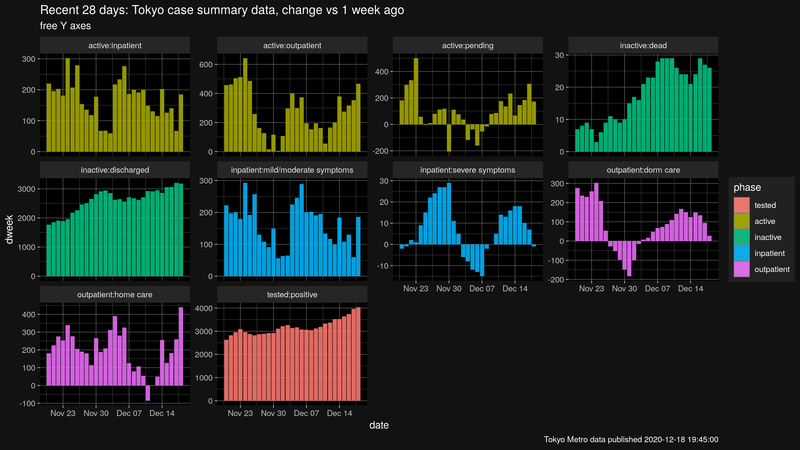 Recent 28 days: Tokyo case summary data, change vs 1 week ago
free Y axes
active:inpatient
active:outpatient
active:pending
inactive:dead
300
200
100
0
600
400
200
0
400
200
0
-200
30
20
10
0
inactive:discharged
inpatient:mild/moderate symptoms
inpatient:severe symptoms
outpatient:dorm care
3000
2000
1000
0
300
200
100
0
30
20
10
0
-10
300
200
100
0
-100
-200
Nov 23 Nov 30 Dec 07 Dec 14
Nov 23 Nov 30 Dec 07 Dec 14
outpatient:home care
tested:positive
400
300
200
100
0
-100
4000
3000
2000
1000
0
Nov 23 Nov 30 Dec 07 Dec 14
Nov 23 Nov 30 Dec 07 Dec 14
dweek
date
phase
tested
active
inactive
inpatient
outpatient
Tokyo Metro data published 2020-12-18 19:45:00